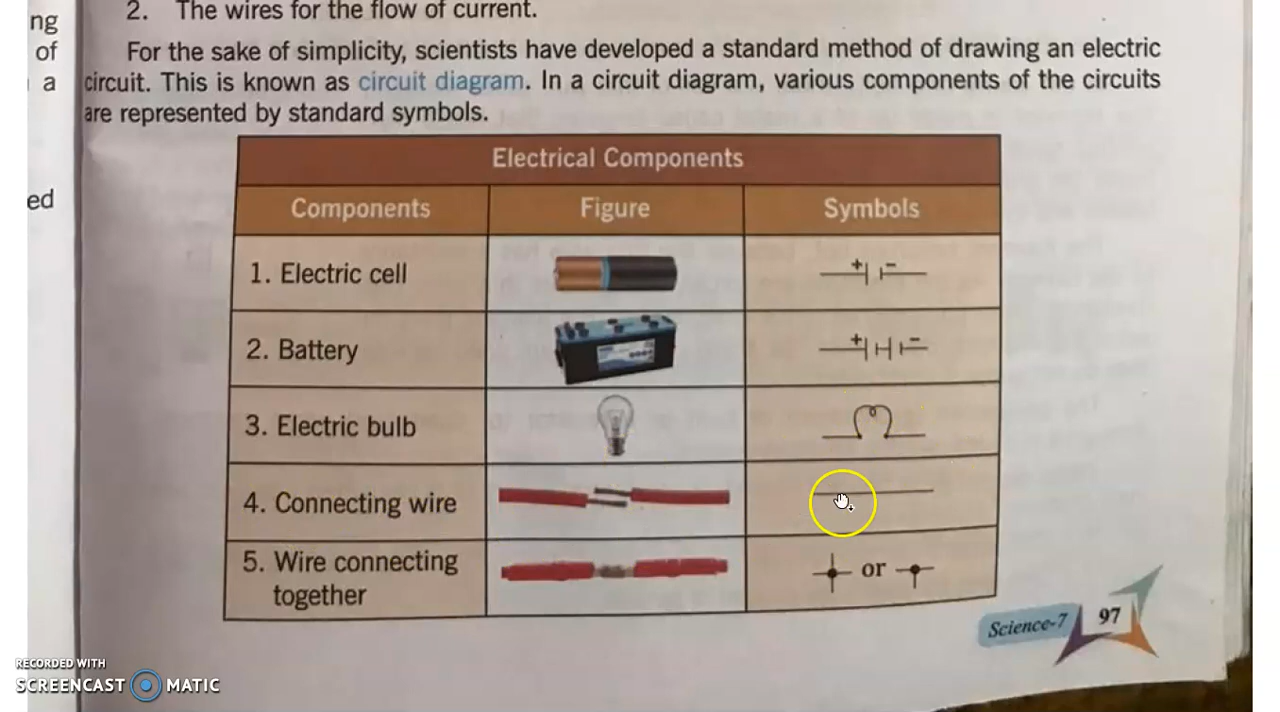 ng
of
a
ed
2. The wires for the flow of current.
For the sake of simplicity, scientists have developed a standard method of drawing an electric
circuit. This is known as circuit diagram. In a circuit diagram, various components of the circuits
are represented by standard symbols.
Electrical Components
Components Figure Symbols
1. Electric cell + -
2. Battery + -
3. Electric bulb
4. Connecting wire
5. Wire connecting
together
or
Science-7 97
RECORDED WITH
SCREENCAST MATIC